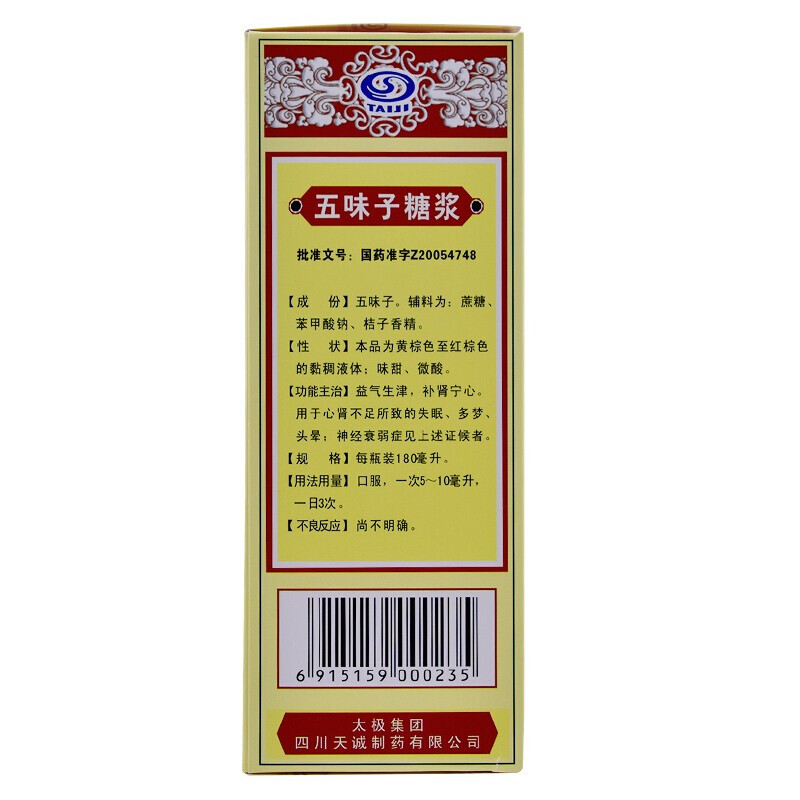 TAIJI
五味子糖浆
批准文号：国药准字Z20054748
【成 份】五味子。辅料为：蔗糖、
苯甲酸钠、桔子香精。
【性 状】本品为黄棕色至红棕色
的黏稠液体；味甜、微酸。
【功能主治】益气生津，补肾宁心。
用于心肾不足所致的失眠、多梦、
头晕；神经衰弱症见上述证候者。
【规 格】每瓶装180毫升。
【用法用量】口服，一次5～10毫升，
一日3次。
【不良反应】尚不明确。
6 915159 000235
太极集团
四川天诚制药有限公司